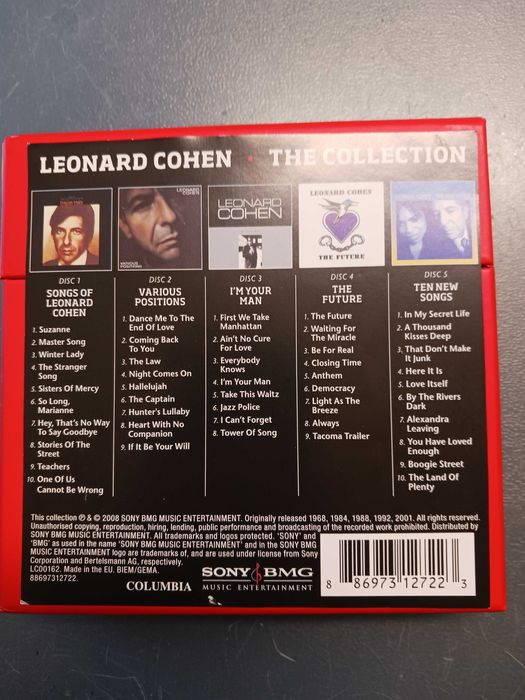 LEONARD COHEN · THE COLLECTION
LEONARD
COHEN
VARIOUS
POSITIONS
LEONARD
COHEN
LEONARD COHEN
THE FUTURE
DISC 1
SONGS OF
LEONARD
COHEN
1. Suzanne
2. Master Song
3. Winter Lady
4. The Stranger
Song
5. Sisters Of Mercy
6. So Long,
Marianne
7. Hey, That's No Way
To Say Goodbye
8. Stories Of The
Street
9. Teachers
10. One Of Us
Cannot Be Wrong
DISC 2
VARIOUS
POSITIONS
1. Dance Me To The
End Of Love
2. Coming Back
To You
3. The Law
4. Night Comes On
5. Hallelujah
6. The Captain
7. Hunter's Lullaby
8. Heart With No
Companion
9. If It Be Your Will
DISC 3
I'M YOUR
MAN
1. First We Take
Manhattan
2. Ain't No Cure
For Love
3. Everybody
Knows
4. I'm Your Man
5. Take This Waltz
6. Jazz Police
7. I Can't Forget
8. Tower Of Song
DISC 4
THE
FUTURE
1. The Future
2. Waiting For
The Miracle
3. Be For Real
4. Closing Time
5. Anthem
6. Democracy
7. Light As The
Breeze
8. Always
9. Tacoma Trailer
DISC 5
TEN NEW
SONGS
1. In My Secret Life
2. A Thousand
Kisses Deep
3. That Don't Make
It Junk
4. Here It Is
5. Love Itself
6. By The Rivers
Dark
7. Alexandra
Leaving
8. You Have Loved
Enough
9. Boogie Street
10. The Land Of
Plenty
This collection ℗ & © 2008 SONY BMG MUSIC ENTERTAINMENT. Originally released 1968, 1984, 1988, 1992, 2001. All rights reserved.
Unauthorised copying, reproduction, hiring, lending, public performance and broadcasting of the recorded work prohibited. Distributed by
SONY BMG MUSIC ENTERTAINMENT. All trademarks and logos protected. 'SONY' and
'BMG' as used in the name 'SONY BMG MUSIC ENTERTAINMENT' and in the SONY BMG
MUSIC ENTERTAINMENT logo are trademarks of, and are used under license from Sony
Corporation and Bertelsmann AG, respectively.
LC00162. Made in the EU. BIEM/GEMA.
88697312722.
COLUMBIA
SONY BMG
MUSIC ENTERTAINMENT
8 86973 12722 3